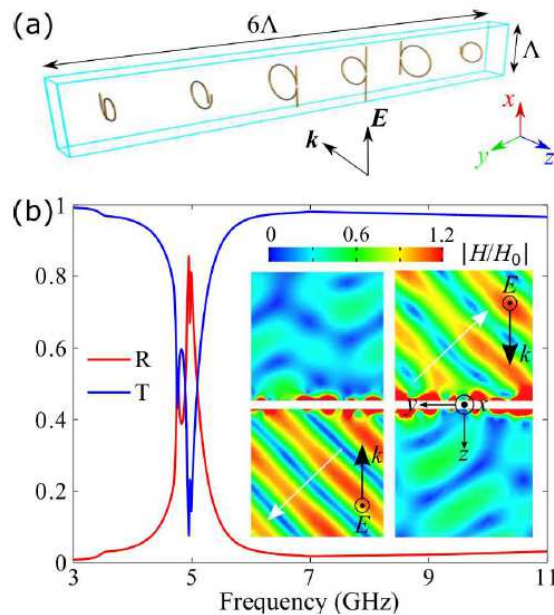 (a)
6Λ
Λ
k
E
x
y
z
(b)
1
0.8
0.6
0.4
0.2
0
R
T
0 0.6 1.2 |H/H₀|
E
k
y x
z
k
E
3 5 7 9 11
Frequency (GHz)